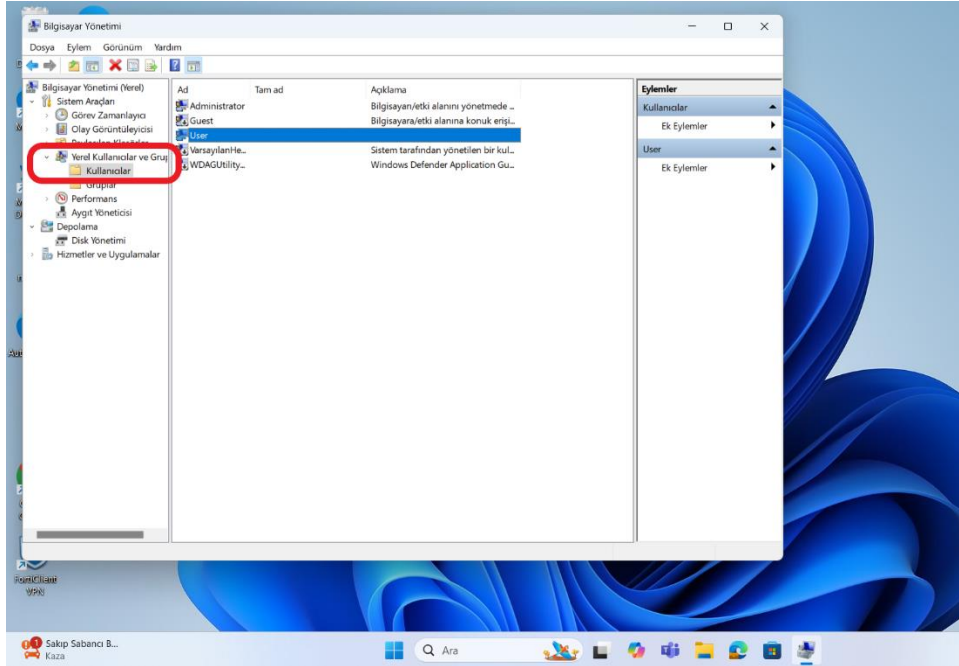 Bilgisayar Yönetimi
Dosya Eylem Görünüm Yardım
Bilgisayar Yönetimi (Yerel)
Sistem Araçları
Görev Zamanlayıcı
Olay Görüntüleyicisi
Yerel Kullanıcılar ve Grup
Kullanıcılar
Gruplar
Performans
Aygıt Yöneticisi
Depolama
Disk Yönetimi
Hizmetler ve Uygulamalar
Ad Tam ad Açıklama
Administrator Bilgisayarı/etki alanını yönetmede ...
Guest Bilgisayara/etki alanına konuk erişi...
User
VarsayılanHe... Sistem tarafından yönetilen bir kul...
WDAGUtility... Windows Defender Application Gu...
Eylemler
Kullanıcılar
Ek Eylemler
User
Ek Eylemler
FortiClient
VPN
Sakıp Sabancı B...
Kaza
Ara